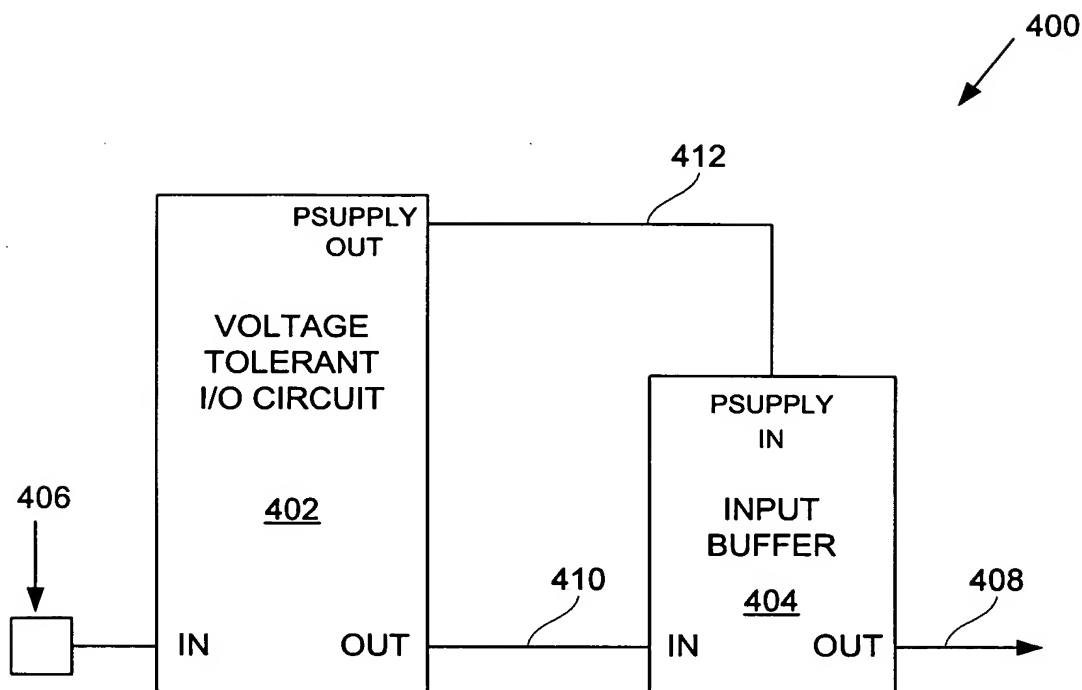 400
412
PSUPPLY
OUT
VOLTAGE
TOLERANT
I/O CIRCUIT
PSUPPLY
IN
406
402
INPUT
BUFFER
410
404
408
IN
OUT
IN
OUT